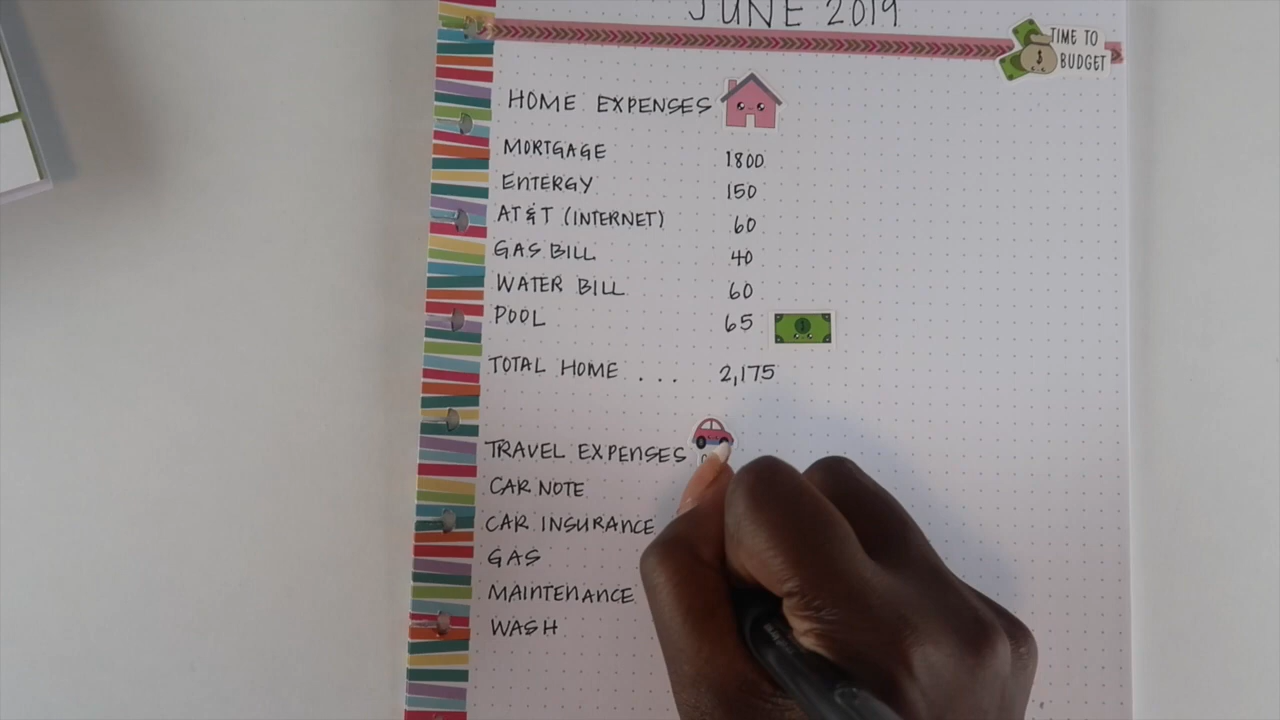 JUNE 2019
TIME TO
BUDGET
HOME EXPENSES
MORTGAGE 1800
ENTERGY 150
AT&T (INTERNET) 60
GAS BILL 40
WATER BILL 60
POOL 65
TOTAL HOME ... 2,175
TRAVEL EXPENSES
CAR NOTE
CAR INSURANCE
GAS
MAINTENANCE
WASH